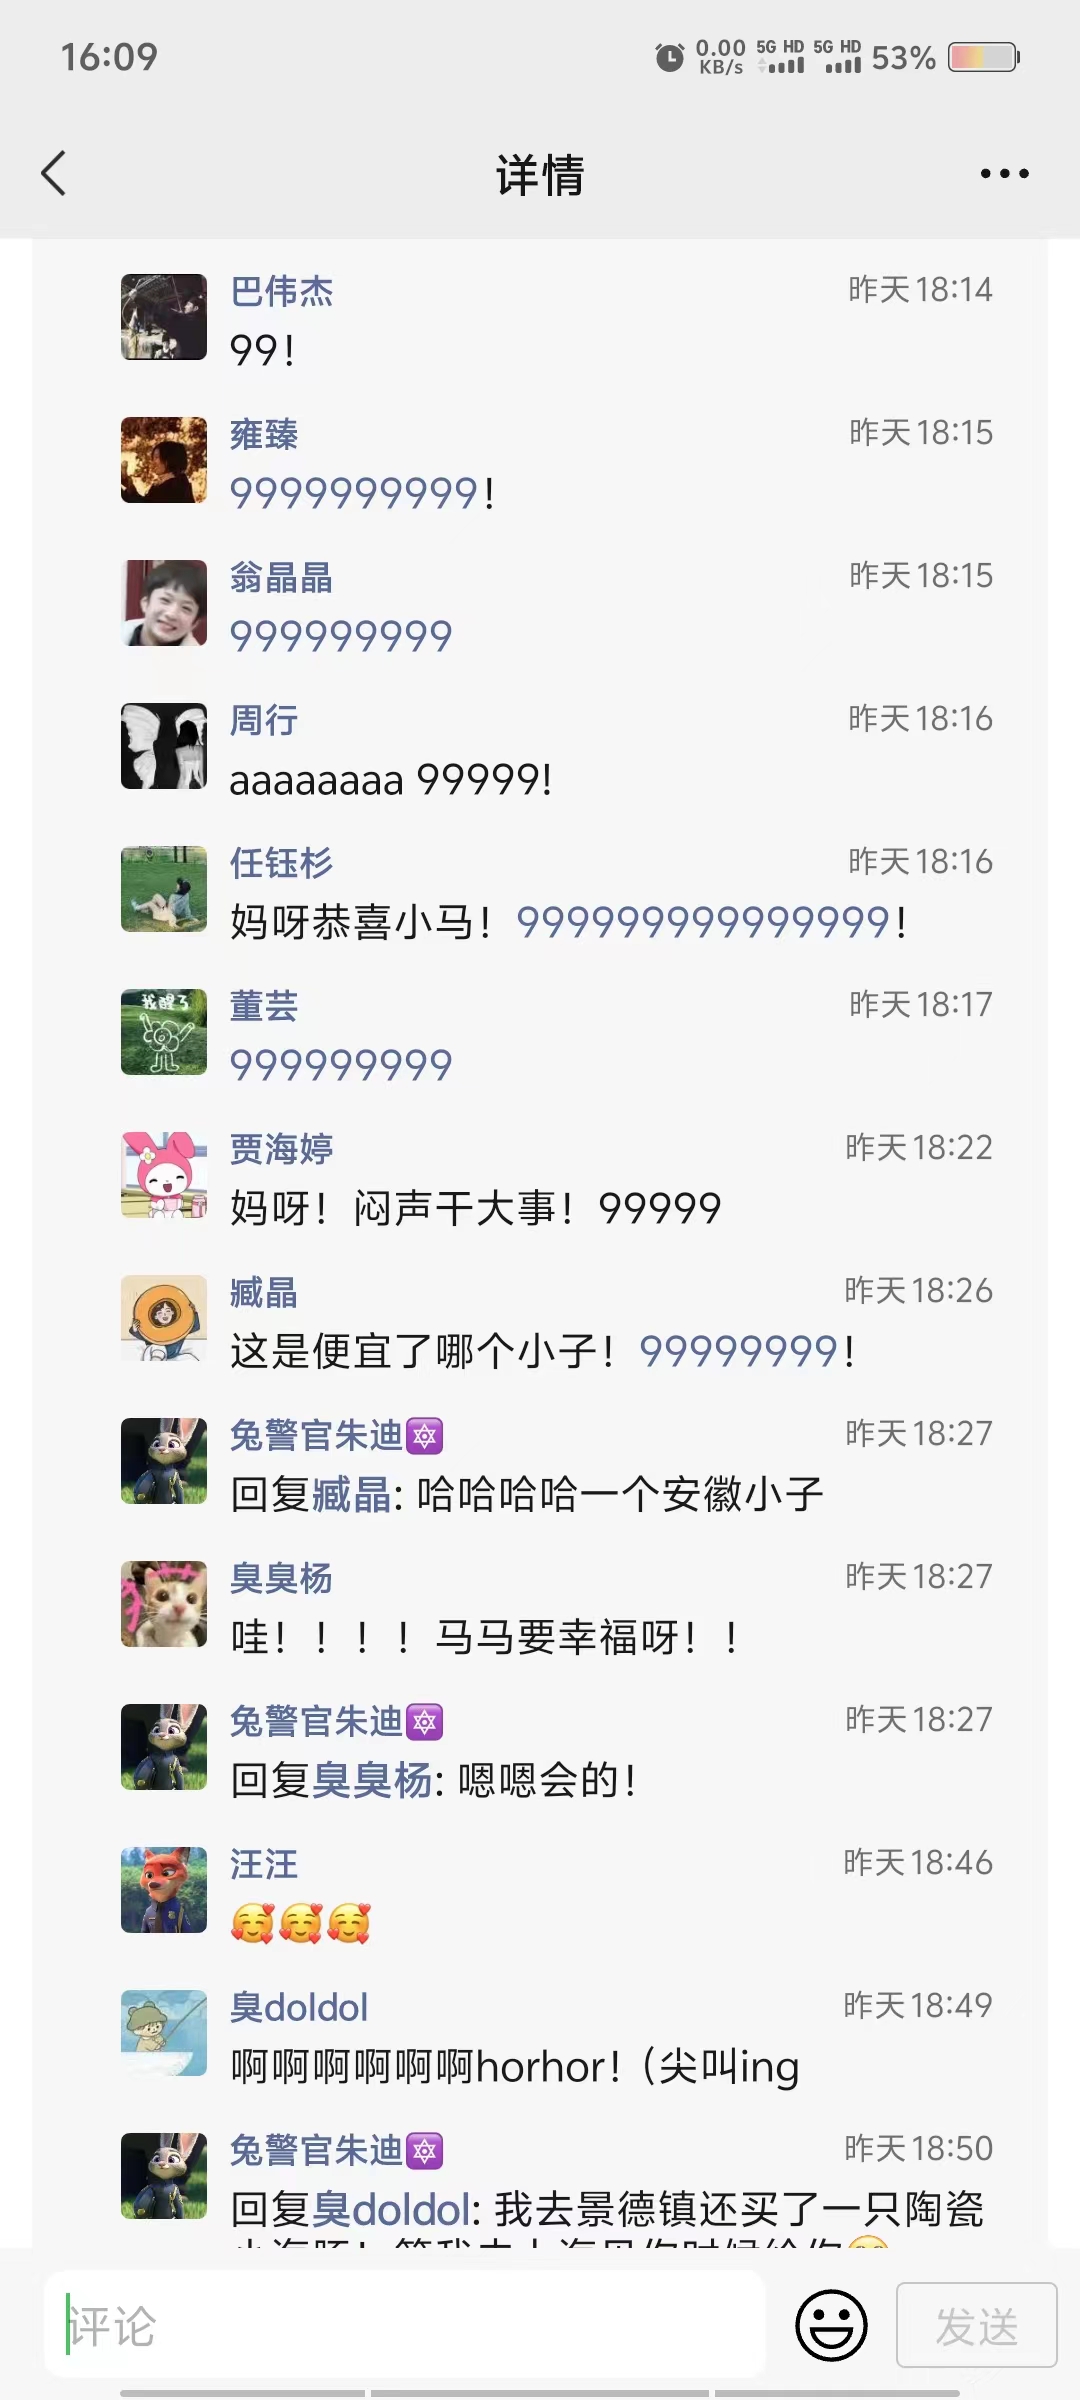 16:09
0.00 KB/s 5G HD 5G HD 53%
详情
巴伟杰 昨天18:14
99！
雍臻 昨天18:15
9999999999！
翁晶晶 昨天18:15
999999999
周行 昨天18:16
aaaaaaaa 99999!
任钰杉 昨天18:16
妈呀恭喜小马！999999999999999！
我醒了
董芸 昨天18:17
999999999
贾海婷 昨天18:22
妈呀！闷声干大事！99999
臧晶 昨天18:26
这是便宜了哪个小子！99999999！
兔警官朱迪🔯 昨天18:27
回复臧晶: 哈哈哈哈一个安徽小子
臭臭杨 昨天18:27
哇！！！！马马要幸福呀！！
兔警官朱迪🔯 昨天18:27
回复臭臭杨: 嗯嗯会的！
汪汪 昨天18:46
🥰🥰🥰
臭doldol 昨天18:49
啊啊啊啊啊啊horhor!（尖叫ing
兔警官朱迪🔯 昨天18:50
回复臭doldol: 我去景德镇还买了一只陶瓷
评论
发送